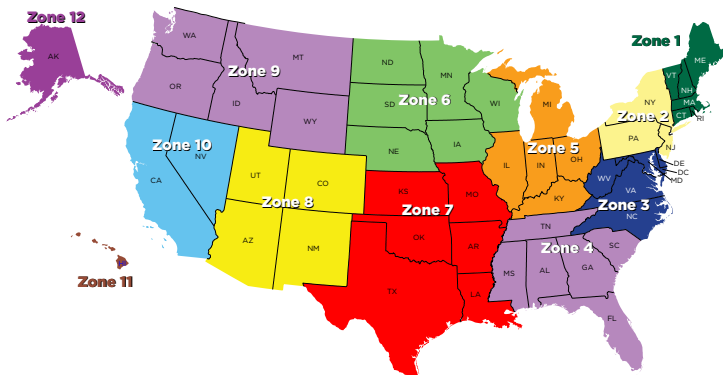 Zone 12
AK
WA
MT
Zone 9
OR
ID
WY
ND
MN
SD
Zone 6
WI
NE
IA
MI
Zone 1
ME
VT
NH
MA
CT
RI
NY
Zone 2
PA
NJ
DE
DC
MD
Zone 10
NV
CA
UT
CO
Zone 8
AZ
NM
KS
MO
Zone 7
OK
AR
TX
LA
Zone 5
IL
IN
OH
KY
WV
VA
Zone 3
NC
TN
Zone 4
SC
MS
AL
GA
FL
Zone 11